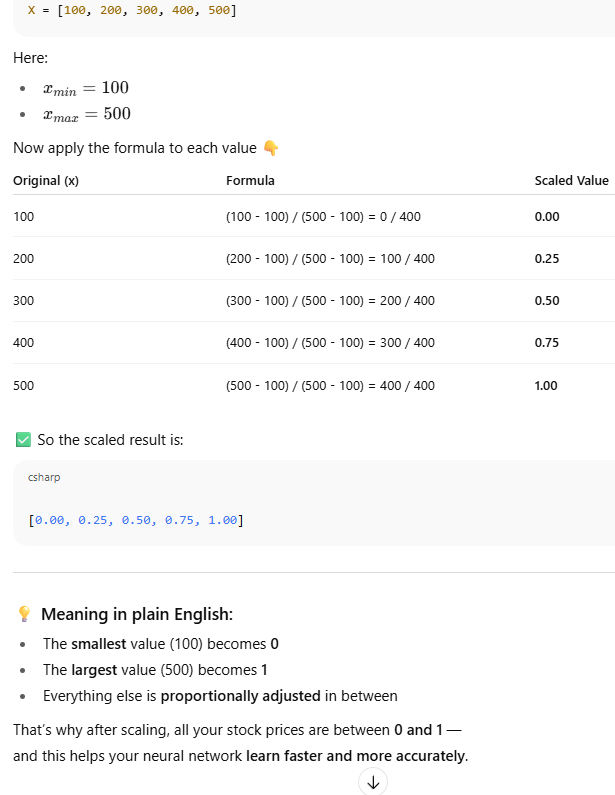 X = [100, 200, 300, 400, 500]
Here:
• xmin = 100
• xmax = 500
Now apply the formula to each value 👇
Original (x) Formula Scaled Value
100 (100 - 100) / (500 - 100) = 0 / 400 0.00
200 (200 - 100) / (500 - 100) = 100 / 400 0.25
300 (300 - 100) / (500 - 100) = 200 / 400 0.50
400 (400 - 100) / (500 - 100) = 300 / 400 0.75
500 (500 - 100) / (500 - 100) = 400 / 400 1.00
✅ So the scaled result is:
csharp
[0.00, 0.25, 0.50, 0.75, 1.00]
💡 Meaning in plain English:
• The smallest value (100) becomes 0
• The largest value (500) becomes 1
• Everything else is proportionally adjusted in between
That’s why after scaling, all your stock prices are between 0 and 1 —
and this helps your neural network learn faster and more accurately.